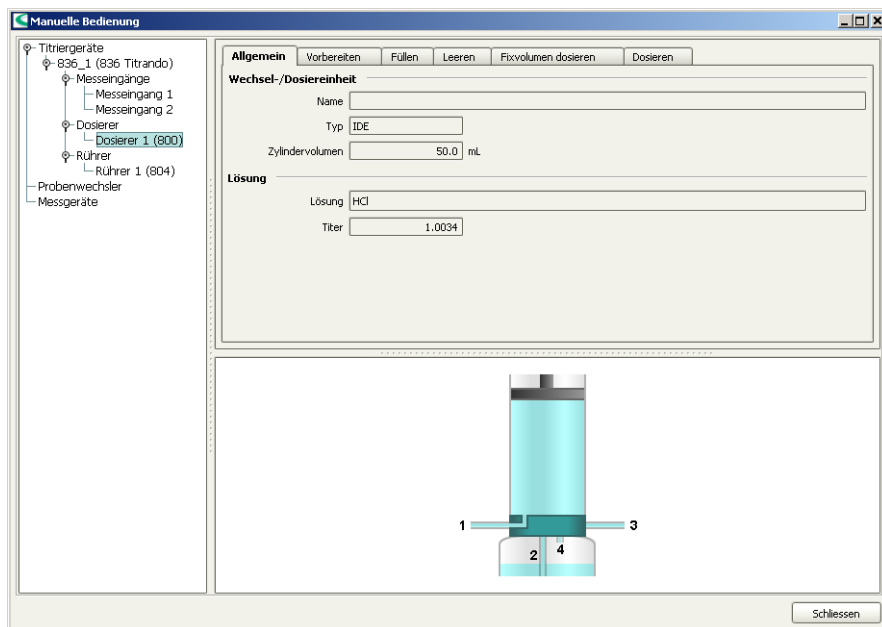 Manuelle Bedienung
Titriergeräte
836_1 (836 Titrando)
Messeingänge
Messeingang 1
Messeingang 2
Dosierer
Dosierer 1 (800)
Rührer
Rührer 1 (804)
Probenwechsler
Messgeräte
Allgemein Vorbereiten Füllen Leeren Fixvolumen dosieren Dosieren
Wechsel-/Dosiereinheit
Name
Typ IDE
Zylindervolumen 50.0 mL
Lösung
Lösung HCl
Titer 1.0034
1 3
2 4
Schliessen